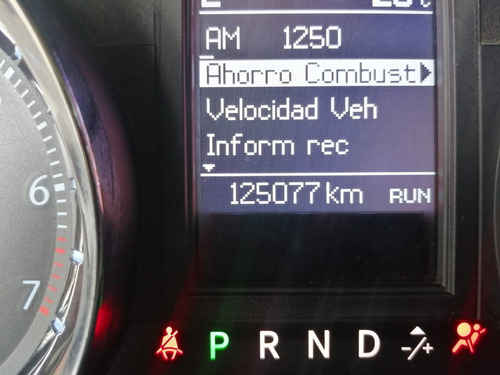 AM 1250
Ahorro Combust
Velocidad Veh
Inform rec
125077 km RUN
6
7
P R N D -/+